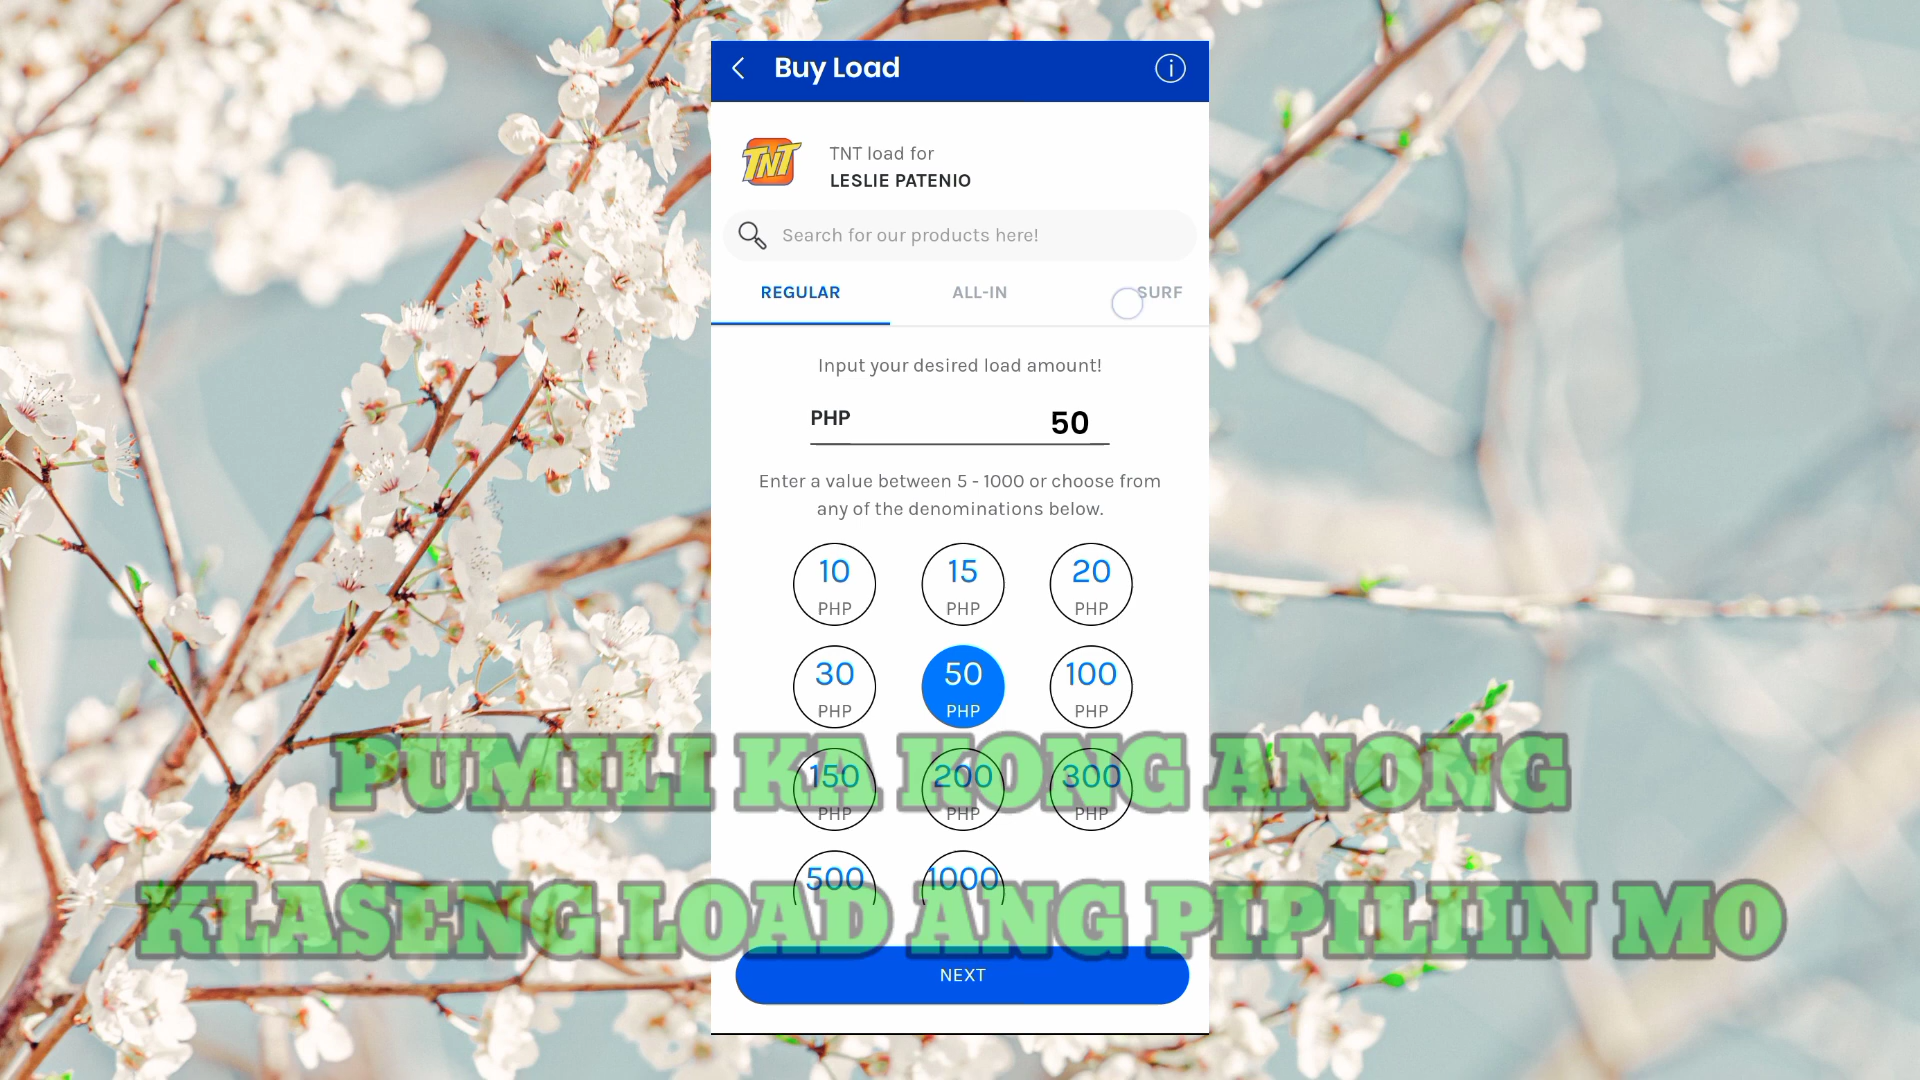 Buy Load
TNT
TNT load for
LESLIE PATENIO
Search for our products here!
REGULAR ALL-IN SURF
Input your desired load amount!
PHP 50
Enter a value between 5 - 1000 or choose from
any of the denominations below.
10 15 20
PHP PHP PHP
30 50 100
PHP PHP PHP
150 200 300
PHP PHP PHP
500 1000
NEXT
PUMILI KA KONG ANONG
KLASENG LOAD ANG PIPILIIN MO